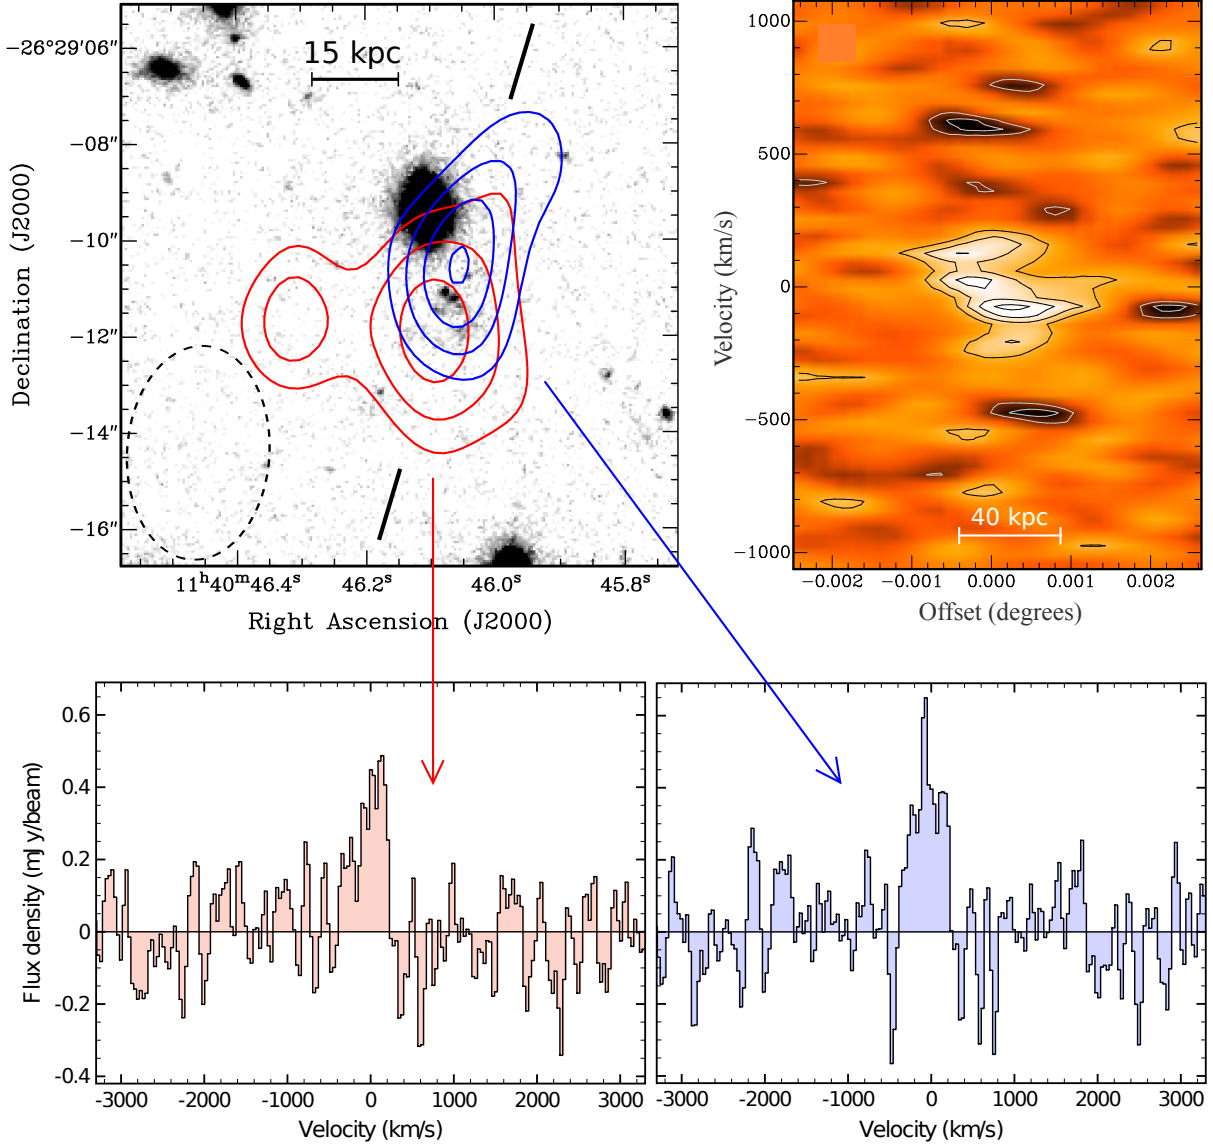 −26°29′06″
−08″
−10″
−12″
−14″
−16″
Declination (J2000)
15 kpc
11ʰ40ᵐ46.4ˢ 46.2ˢ 46.0ˢ 45.8ˢ
Right Ascension (J2000)
1000
500
0
−500
−1000
Velocity (km/s)
40 kpc
−0.002 −0.001 0.000 0.001 0.002
Offset (degrees)
0.6
0.4
0.2
0
-0.2
-0.4
Flux density (mJy/beam)
-3000 -2000 -1000 0 1000 2000 3000
Velocity (km/s)
-3000 -2000 -1000 0 1000 2000 3000
Velocity (km/s)